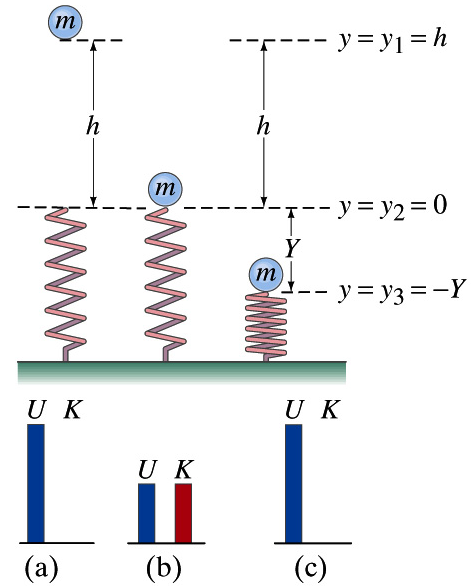 m
y = y₁ = h
h h
m
y = y₂ = 0
Y
m
y = y₃ = −Y
U K U K
U K
(a) (b) (c)